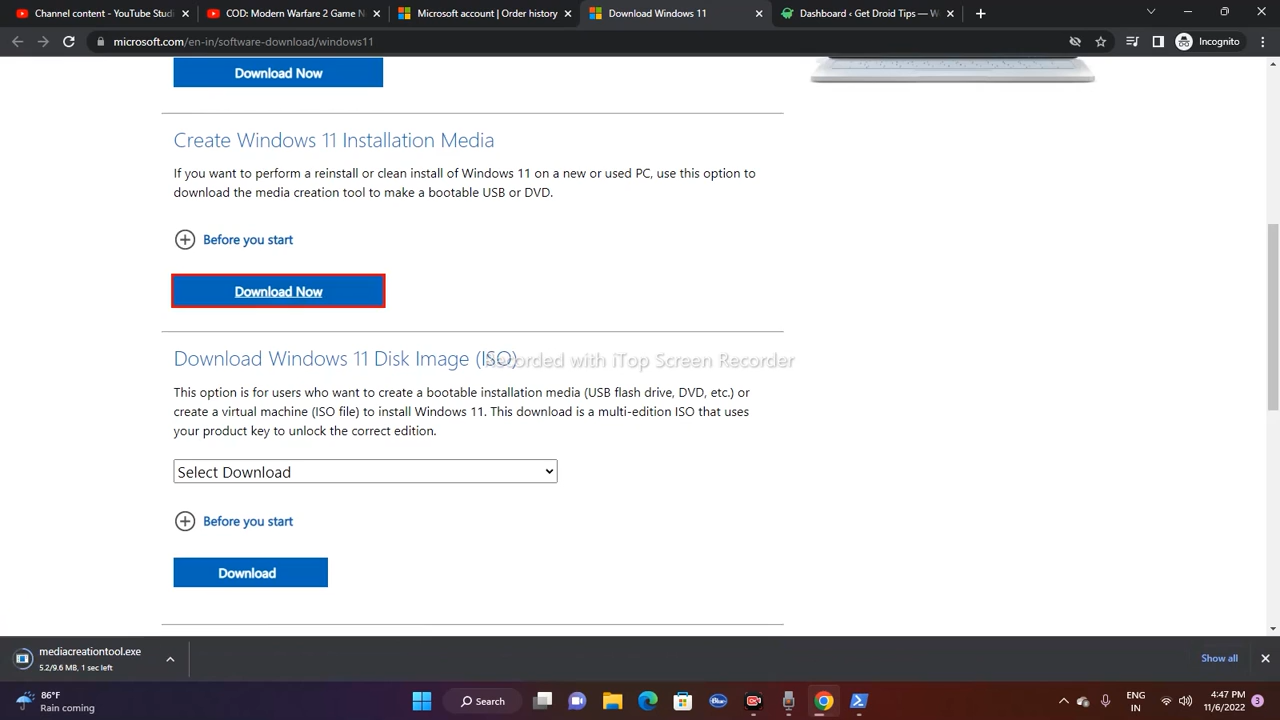 Channel content - YouTube Studi
COD: Modern Warfare 2 Game N
Microsoft account | Order history
Download Windows 11
Dashboard ‹ Get Droid Tips — W
microsoft.com/en-in/software-download/windows11
Incognito
Download Now
Create Windows 11 Installation Media
If you want to perform a reinstall or clean install of Windows 11 on a new or used PC, use this option to
download the media creation tool to make a bootable USB or DVD.
Before you start
Download Now
Download Windows 11 Disk Image (ISO)
Recorded with iTop Screen Recorder
This option is for users who want to create a bootable installation media (USB flash drive, DVD, etc.) or
create a virtual machine (ISO file) to install Windows 11. This download is a multi-edition ISO that uses
your product key to unlock the correct edition.
Select Download
Before you start
Download
mediacreationtool.exe
5.2/9.6 MB, 1 sec left
Show all
86°F
Rain coming
Search
ENG
IN
4:47 PM
11/6/2022
3